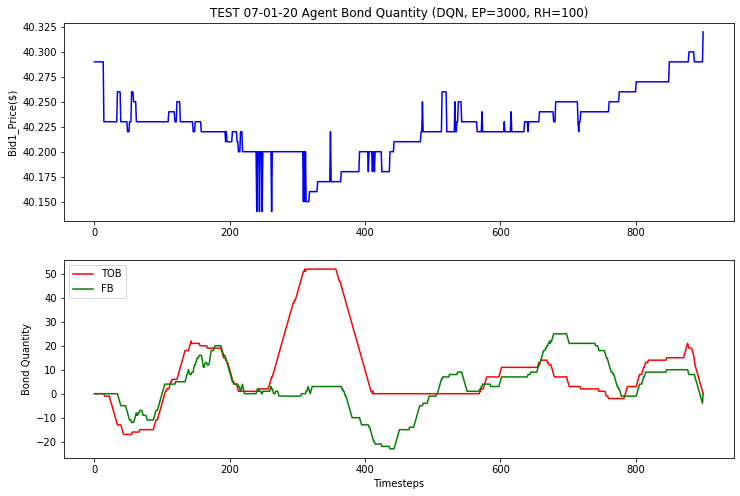 TEST 07-01-20 Agent Bond Quantity (DQN, EP=3000, RH=100)
Bid1_Price($)
40.325
40.300
40.275
40.250
40.225
40.200
40.175
40.150
0 200 400 600 800
Bond Quantity
50
40
30
20
10
0
−10
−20
TOB
FB
0 200 400 600 800
Timesteps